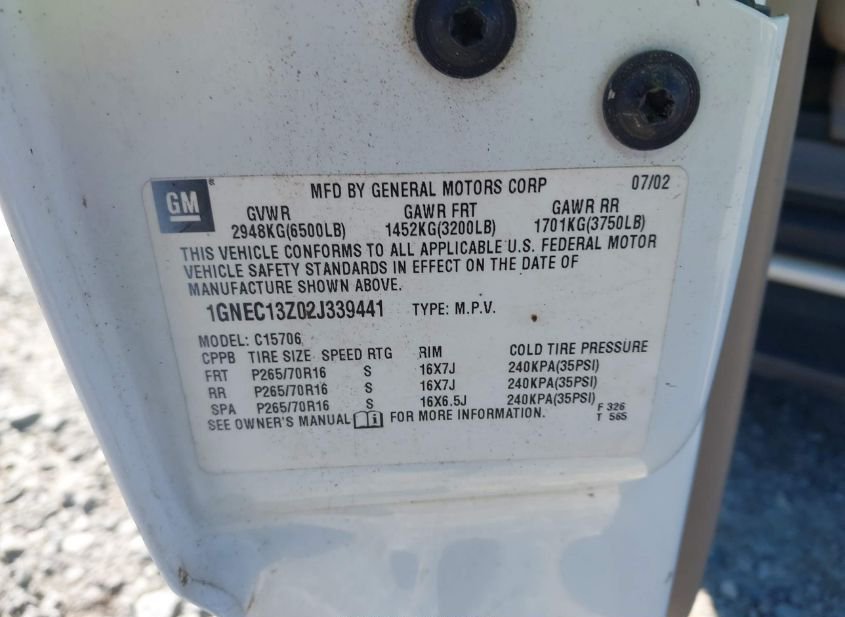 GM
MFD BY GENERAL MOTORS CORP 07/02
GVWR GAWR FRT GAWR RR
2948KG(6500LB) 1452KG(3200LB) 1701KG(3750LB)
THIS VEHICLE CONFORMS TO ALL APPLICABLE U.S. FEDERAL MOTOR
VEHICLE SAFETY STANDARDS IN EFFECT ON THE DATE OF
MANUFACTURE SHOWN ABOVE.
1GNEC13Z02J339441 TYPE: M.P.V.
MODEL: C15706
CPPB TIRE SIZE SPEED RTG RIM COLD TIRE PRESSURE
FRT P265/70R16 S 16X7J 240KPA(35PSI)
RR P265/70R16 S 16X7J 240KPA(35PSI)
SPA P265/70R16 S 16X6.5J 240KPA(35PSI)
SEE OWNER'S MANUAL i FOR MORE INFORMATION. F 326
T 565